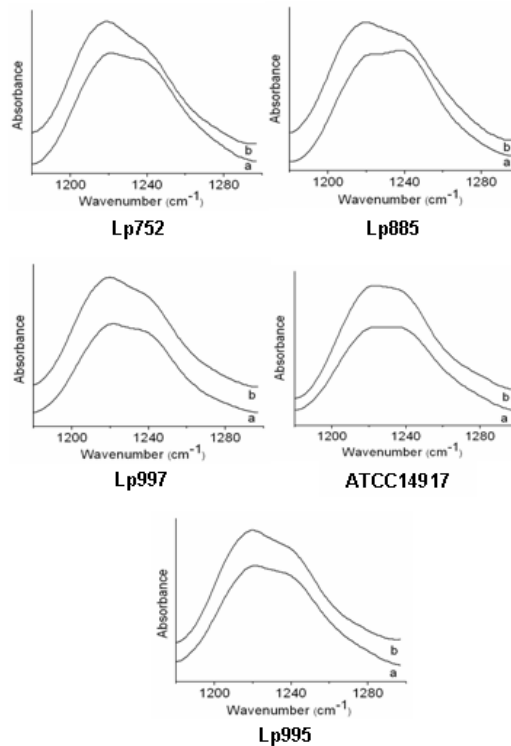 Absorbance
b
a
1200 1240 1280
Wavenumber (cm-1)
Lp752
Absorbance
b
a
1200 1240 1280
Wavenumber (cm-1)
Lp885
Absorbance
b
a
1200 1240 1280
Wavenumber (cm-1)
Lp997
Absorbance
b
a
1200 1240 1280
Wavenumber (cm-1)
ATCC14917
Absorbance
b
a
1200 1240 1280
Wavenumber (cm-1)
Lp995